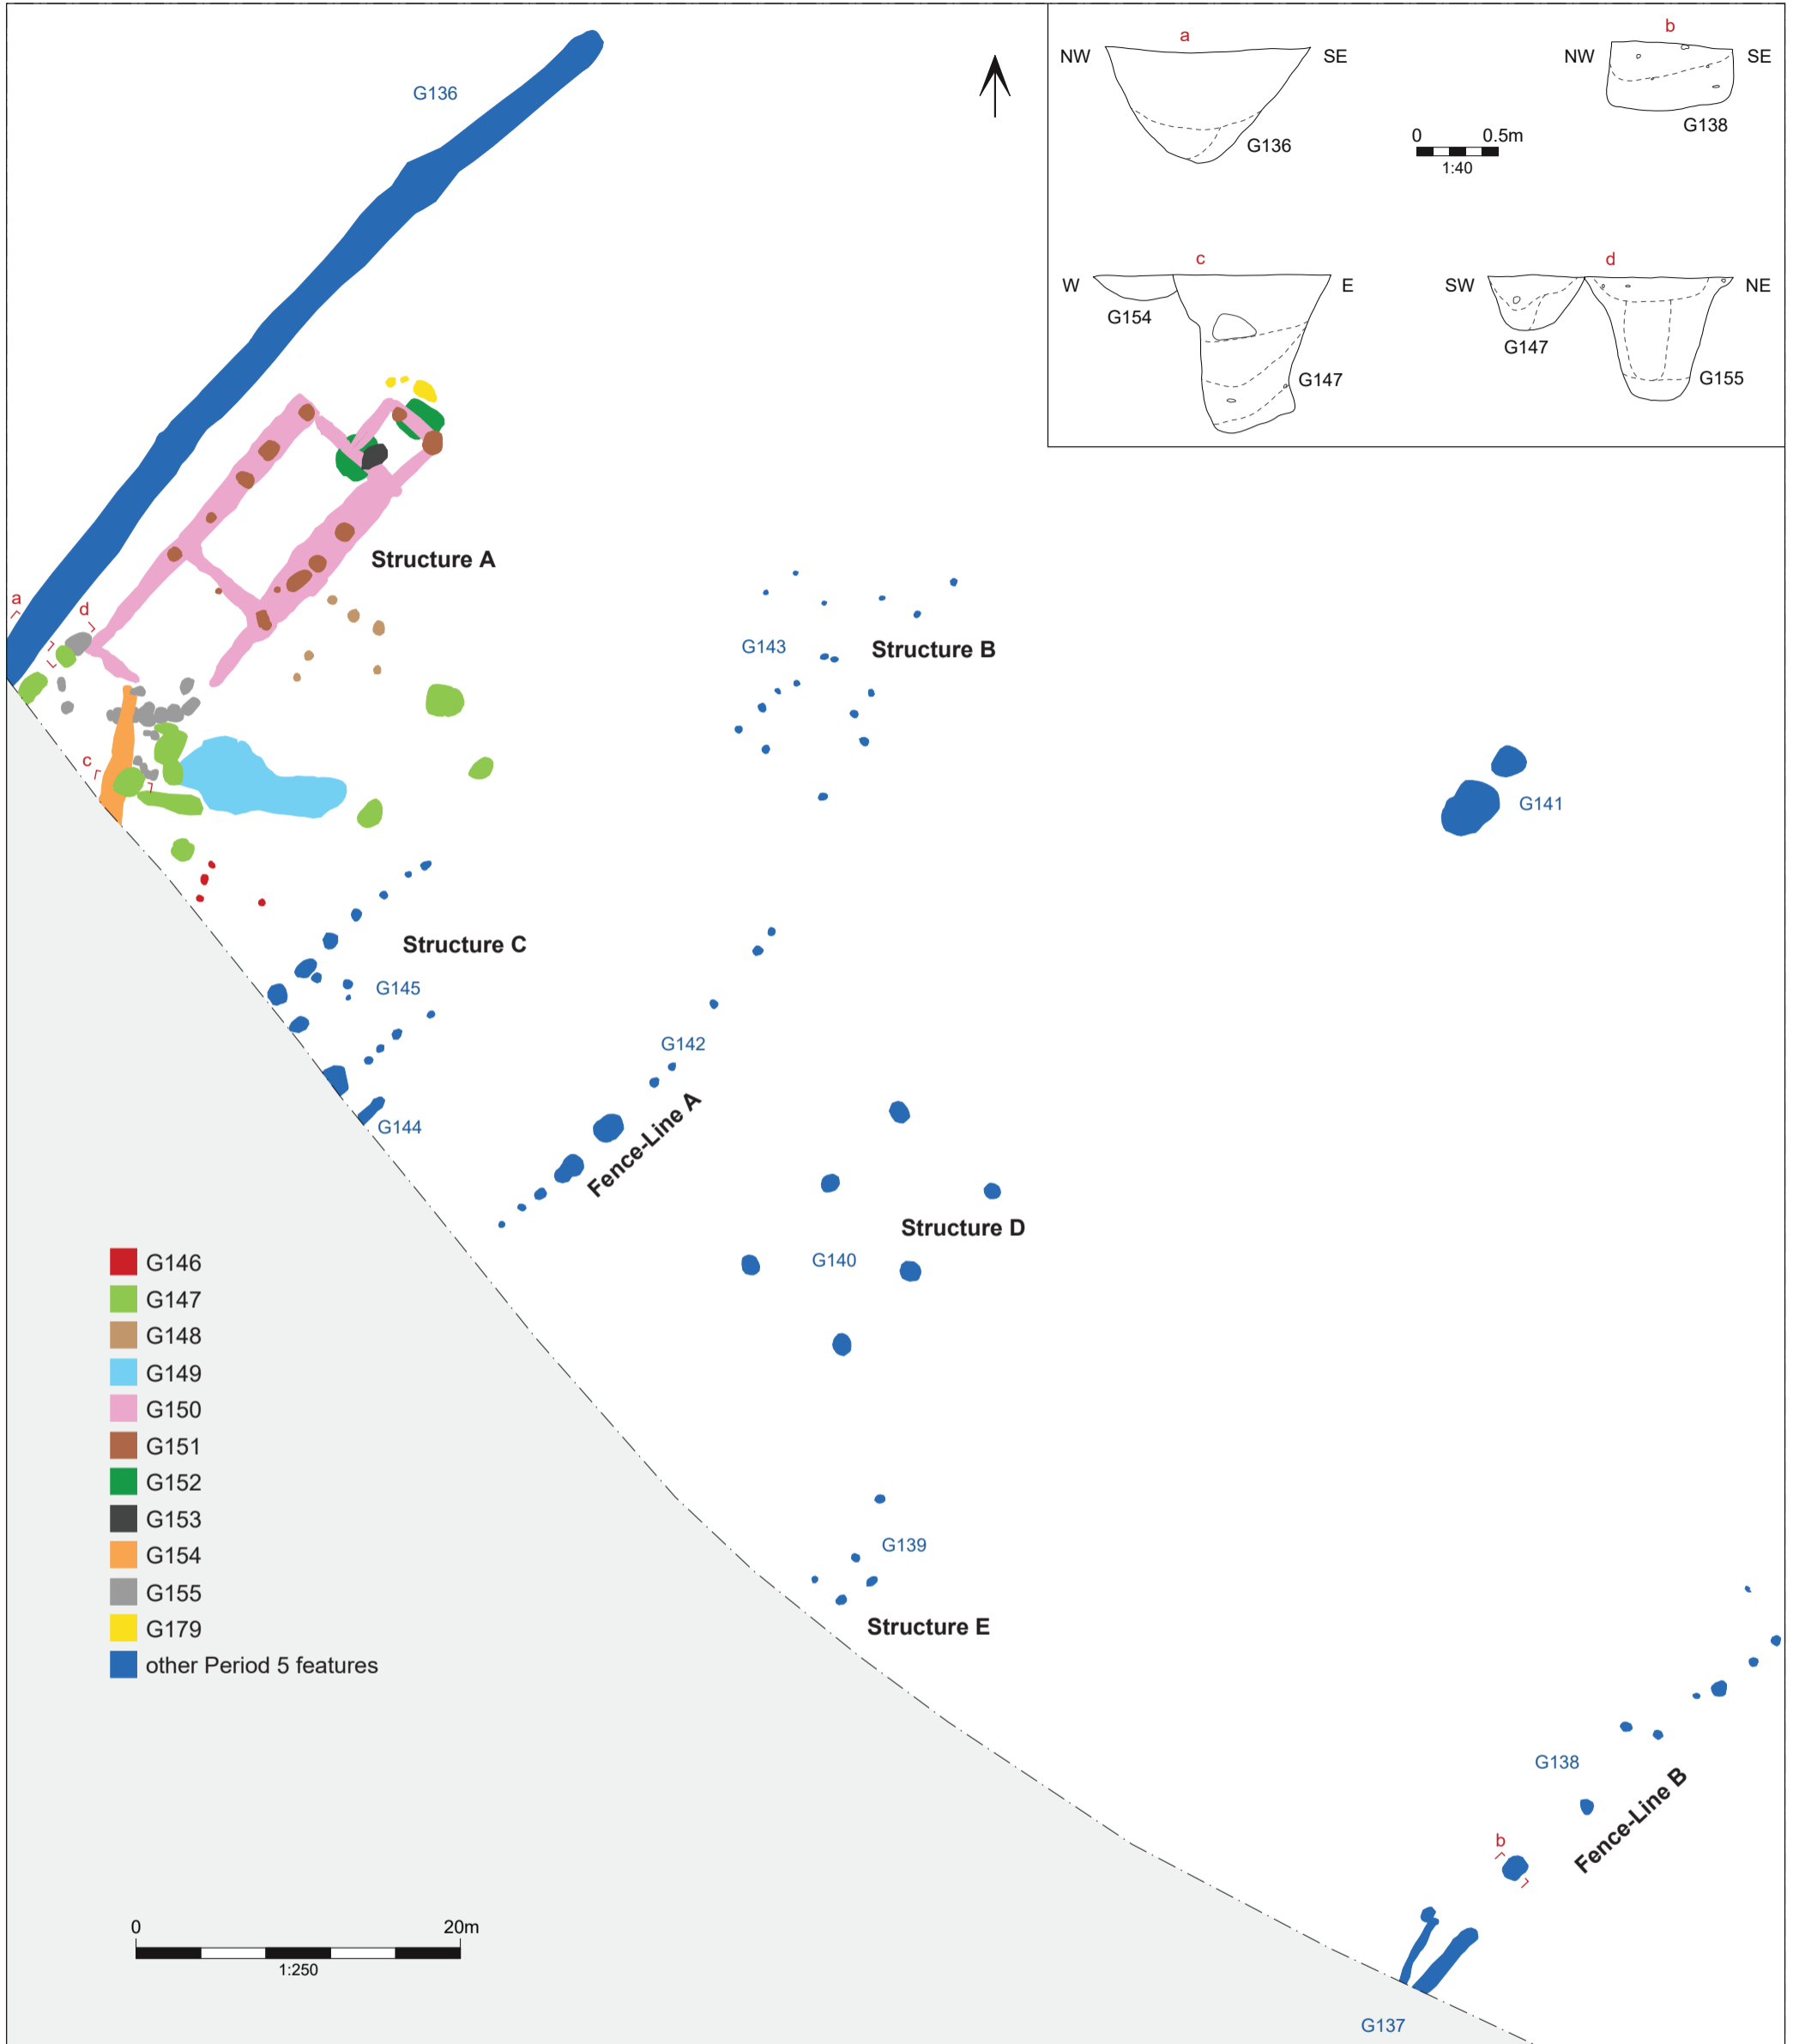 a
NW
SE
G136
b
NW
SE
G138
0 0.5m
1:40
c
W
E
G154
G147
d
SW
NE
G147
G155
G136
Structure A
a
d
c
G143
Structure B
G141
Structure C
G145
G144
G142
Fence-Line A
Structure D
G140
G139
Structure E
G138
Fence-Line B
b
G137
G146
G147
G148
G149
G150
G151
G152
G153
G154
G155
G179
other Period 5 features
0 20m
1:250